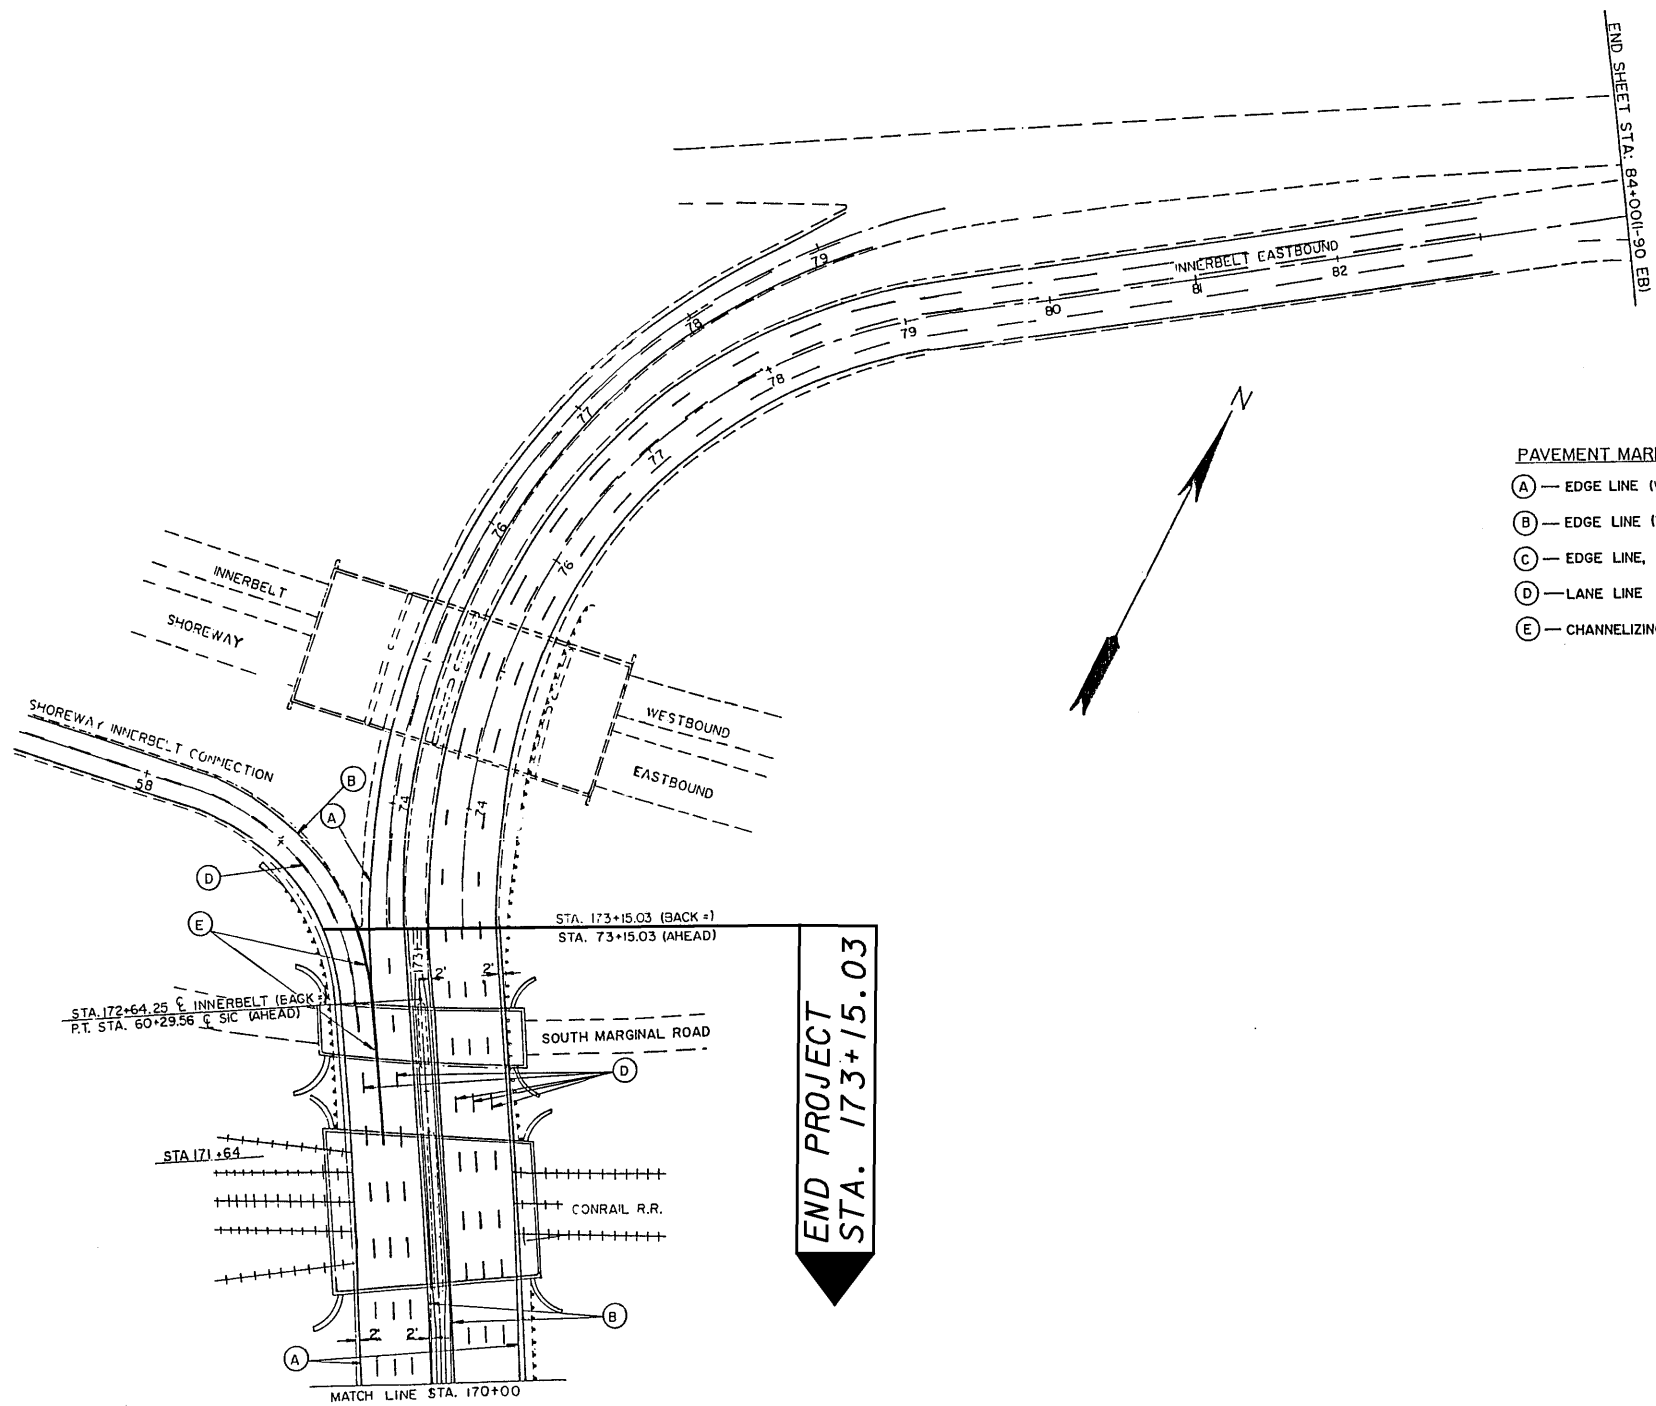 END SHEET STA: 84+00(I-90 EB)
INNERBELT EASTBOUND
79
78
77
76
74
82
81
80
79
78
77
76
74
N
PAVEMENT MAR
A — EDGE LINE (
B — EDGE LINE (
C — EDGE LINE,
D — LANE LINE
E — CHANNELIZIN
INNERBELT
SHOREWAY
WESTBOUND
EASTBOUND
SHOREWAY INNERBELT CONNECTION
58
B
A
D
E
STA. 173+15.03 (BACK =)
STA. 73+15.03 (AHEAD)
173
2' 2'
STA. 172+64.25 ℄ INNERBELT (BACK =)
P.T. STA. 60+29.56 ℄ SIC (AHEAD)
SOUTH MARGINAL ROAD
D
END PROJECT
STA. 173+15.03
STA 171 +64
CONRAIL R.R.
B
2' 2'
A
MATCH LINE STA. 170+00